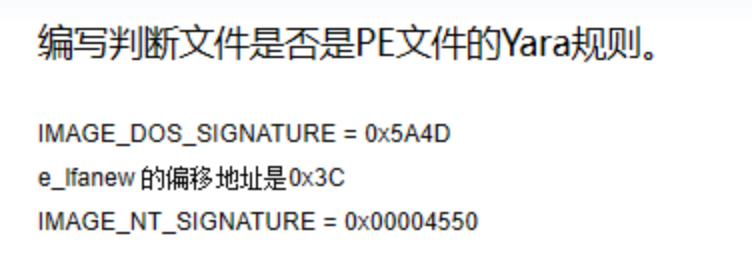 编写判断文件是否是PE文件的Yara规则。
IMAGE_DOS_SIGNATURE = 0x5A4D
e_lfanew 的偏移地址是0x3C
IMAGE_NT_SIGNATURE = 0x00004550